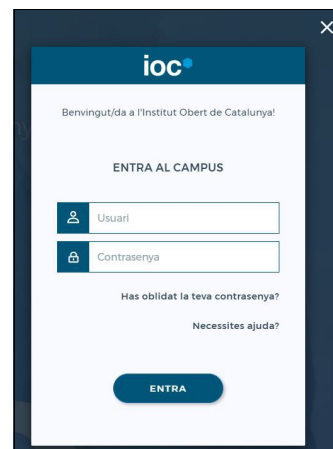 ioc
Benvingut/da a l'Institut Obert de Catalunya!
ENTRA AL CAMPUS
Usuari
Contrasenya
Has oblidat la teva contrasenya?
Necessites ajuda?
ENTRA